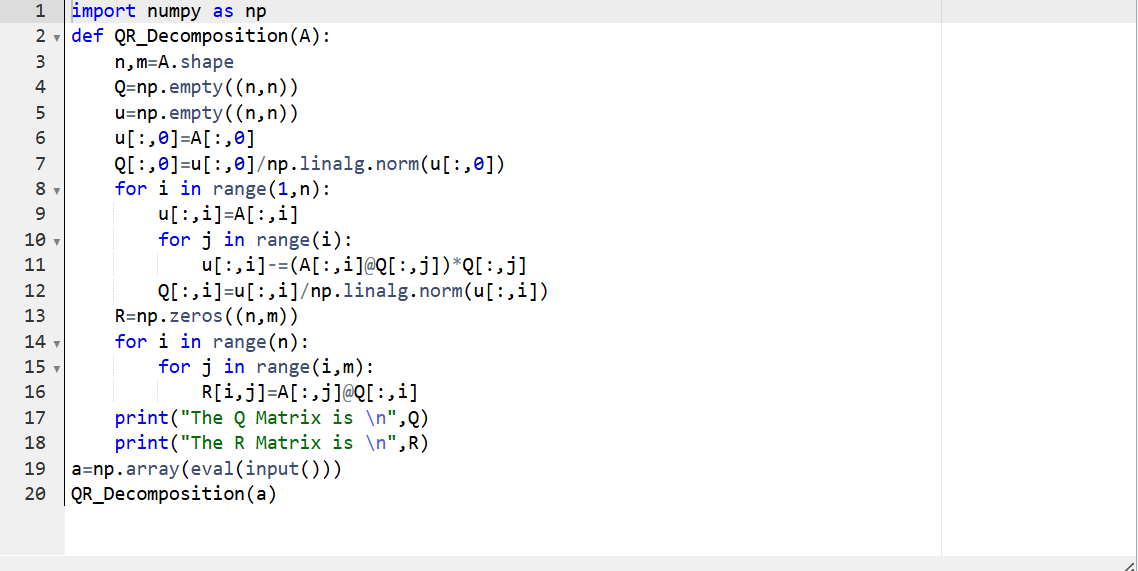 1 import numpy as np
2 def QR_Decomposition(A):
3     n,m=A.shape
4     Q=np.empty((n,n))
5     u=np.empty((n,n))
6     u[:,0]=A[:,0]
7     Q[:,0]=u[:,0]/np.linalg.norm(u[:,0])
8     for i in range(1,n):
9         u[:,i]=A[:,i]
10         for j in range(i):
11             u[:,i]-=(A[:,i]@Q[:,j])*Q[:,j]
12         Q[:,i]=u[:,i]/np.linalg.norm(u[:,i])
13     R=np.zeros((n,m))
14     for i in range(n):
15         for j in range(i,m):
16             R[i,j]=A[:,j]@Q[:,i]
17     print("The Q Matrix is \n",Q)
18     print("The R Matrix is \n",R)
19 a=np.array(eval(input()))
20 QR_Decomposition(a)